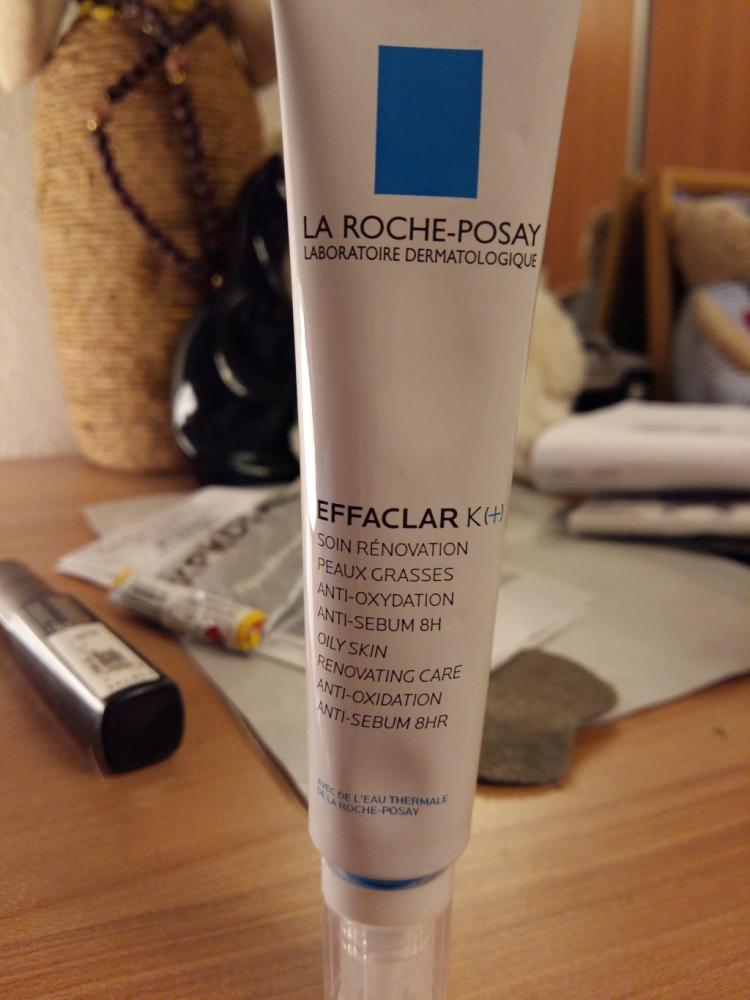 LA ROCHE-POSAY
LABORATOIRE DERMATOLOGIQUE
EFFACLAR K(+)
SOIN RÉNOVATION
PEAUX GRASSES
ANTI-OXYDATION
ANTI-SEBUM 8H
OILY SKIN
RENOVATING CARE
ANTI-OXIDATION
ANTI-SEBUM 8HR
AVEC DE L'EAU THERMALE
DE LA ROCHE-POSAY